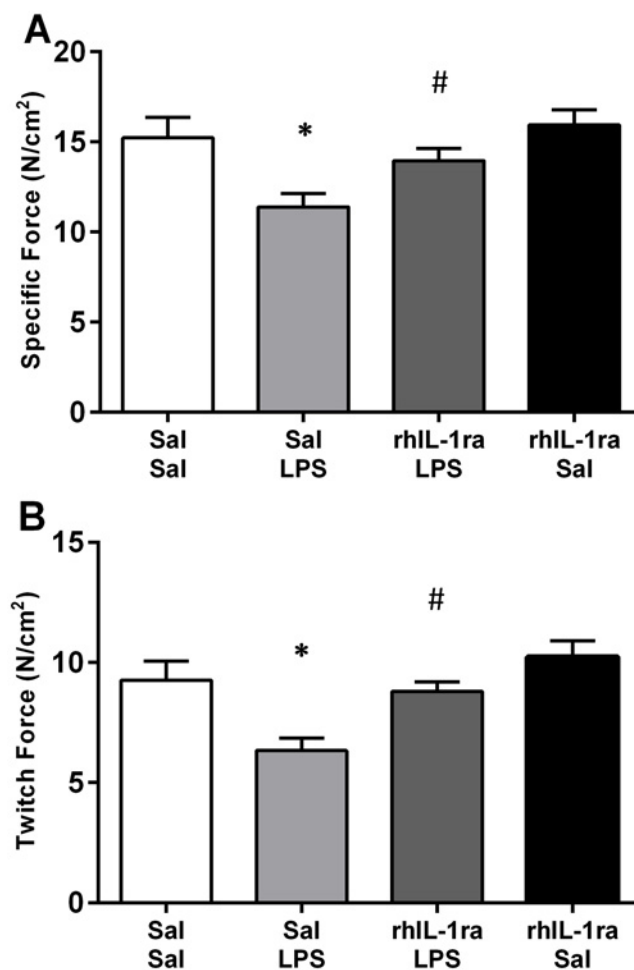 A
Specific Force (N/cm²)
20
15
10
5
0
*
#
Sal Sal rhIL-1ra rhIL-1ra
Sal LPS LPS Sal
B
Twitch Force (N/cm²)
15
10
5
0
*
#
Sal Sal rhIL-1ra rhIL-1ra
Sal LPS LPS Sal